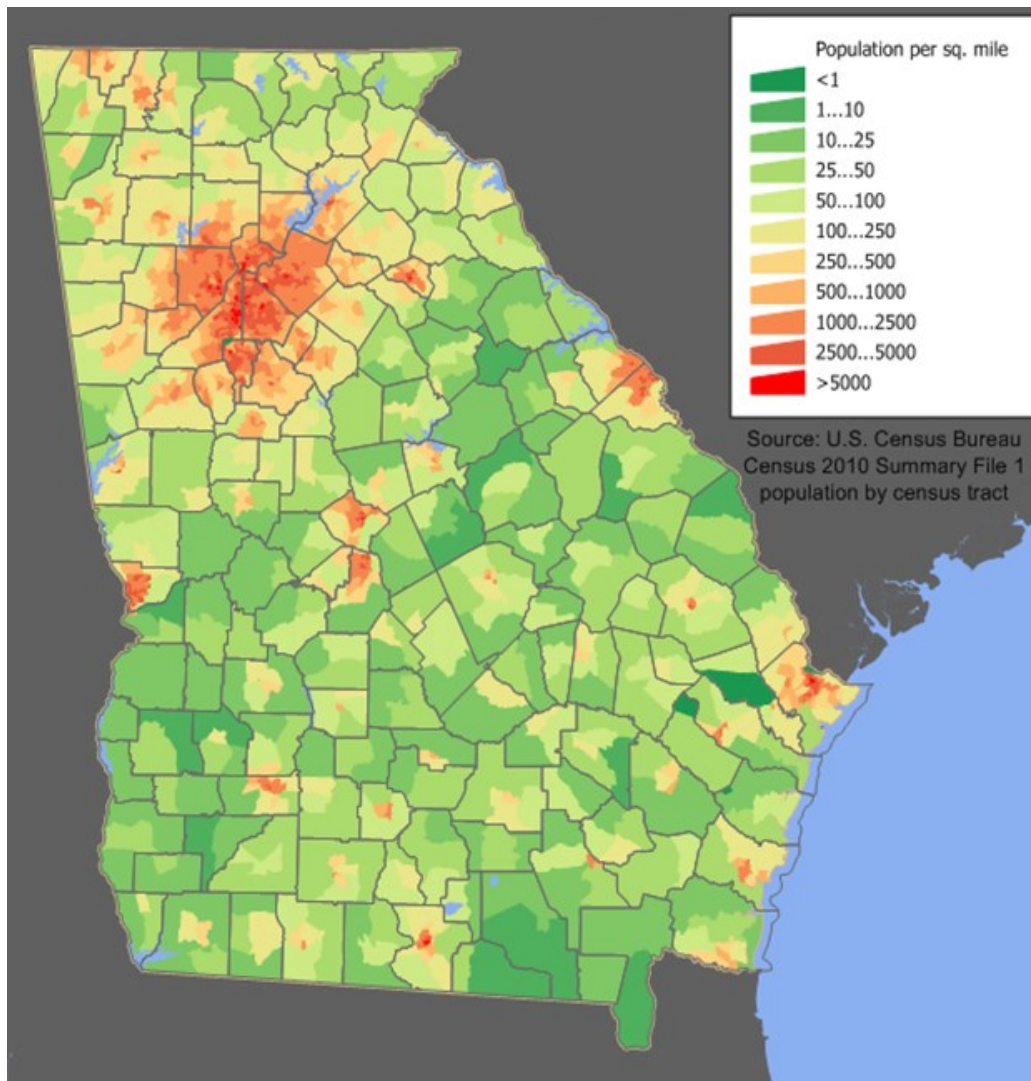 Population per sq. mile
<1
1...10
10...25
25...50
50...100
100...250
250...500
500...1000
1000...2500
2500...5000
>5000
Source: U.S. Census Bureau
Census 2010 Summary File 1
population by census tract